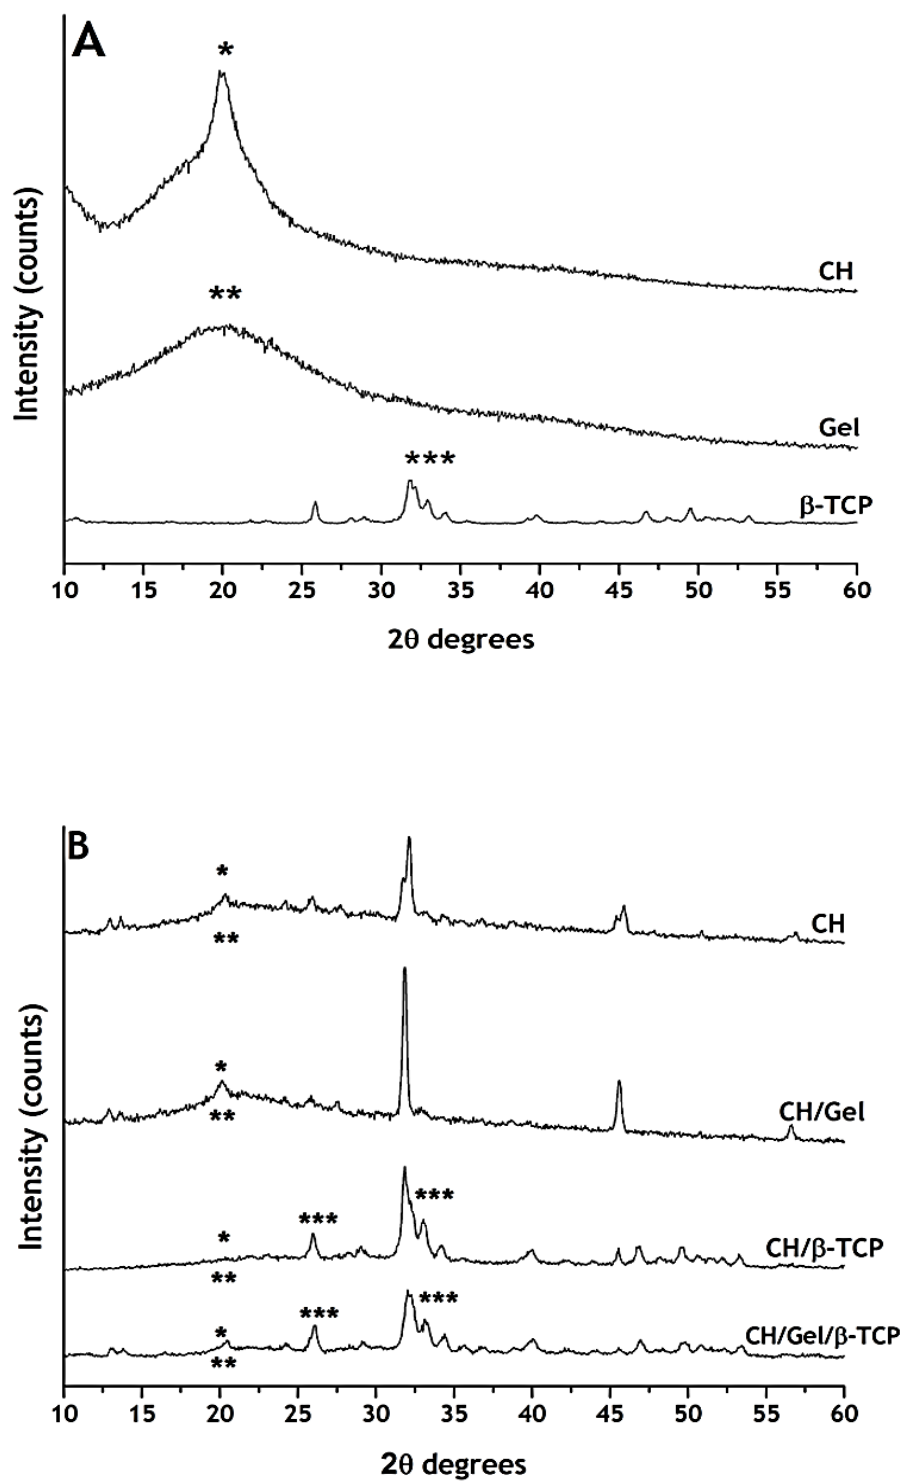 A
*
CH
**
Gel
***
β-TCP
10 15 20 25 30 35 40 45 50 55 60
2θ degrees
Intensity (counts)
B
*
CH
**
*
CH/Gel
**
***
***
*
CH/β-TCP
**
***
***
*
CH/Gel/β-TCP
**
10 15 20 25 30 35 40 45 50 55 60
2θ degrees
Intensity (counts)